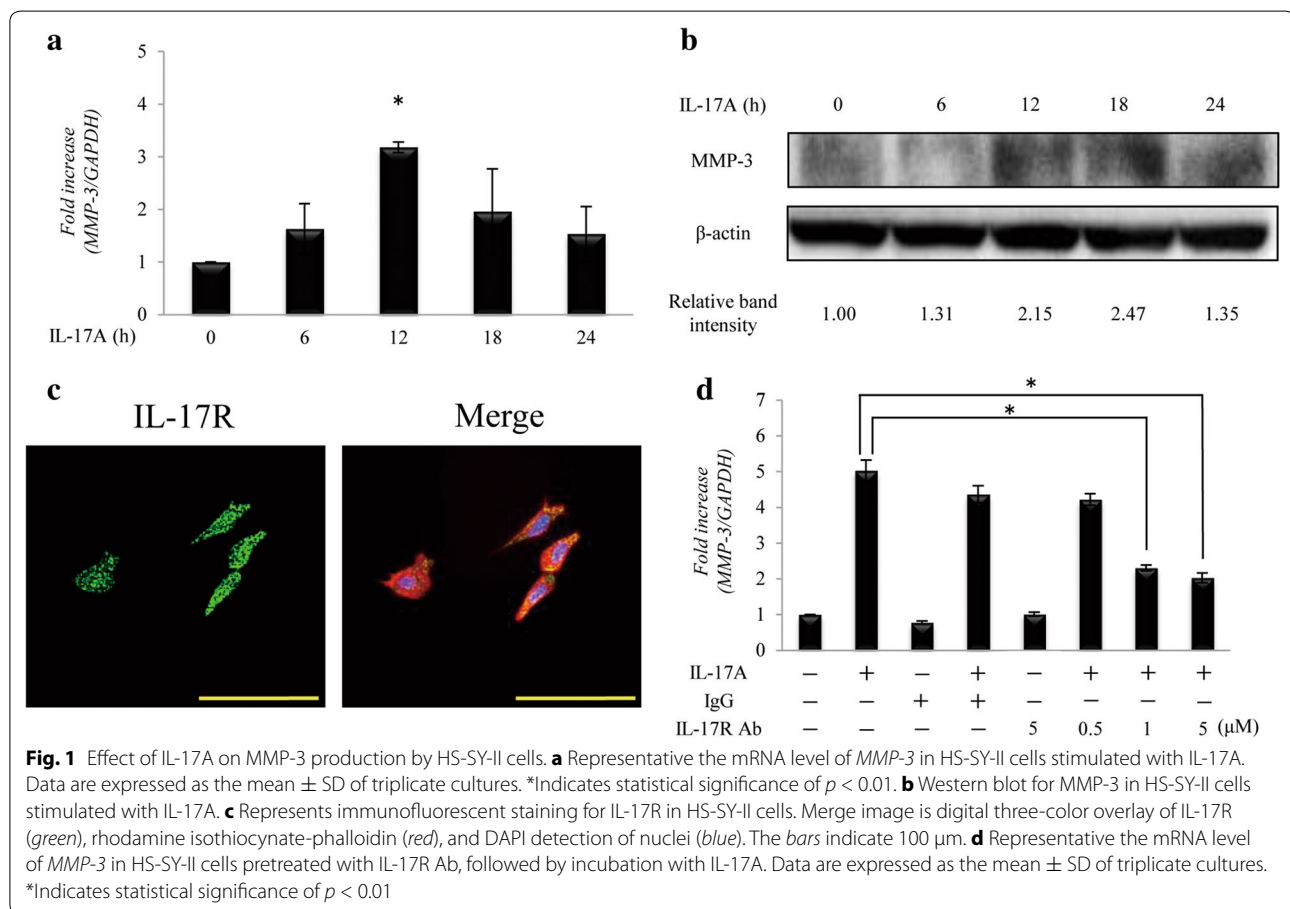 a
5
4
3
2
1
0
Fold increase
(MMP-3/GAPDH)
*
IL-17A (h) 0 6 12 18 24
b
IL-17A (h) 0 6 12 18 24
MMP-3
β-actin
Relative band
intensity
1.00 1.31 2.15 2.47 1.35
c
IL-17R Merge
d
7
6
5
4
3
2
1
0
Fold increase
(MMP-3/GAPDH)
*
*
IL-17A − + − + − + + +
IgG − − + + − − − −
IL-17R Ab − − − − 5 0.5 1 5 (μM)
Fig. 1 Effect of IL-17A on MMP-3 production by HS-SY-II cells. a Representative the mRNA level of MMP-3 in HS-SY-II cells stimulated with IL-17A.
Data are expressed as the mean ± SD of triplicate cultures. *Indicates statistical significance of p < 0.01. b Western blot for MMP-3 in HS-SY-II cells
stimulated with IL-17A. c Represents immunofluorescent staining for IL-17R in HS-SY-II cells. Merge image is digital three-color overlay of IL-17R
(green), rhodamine isothiocynate-phalloidin (red), and DAPI detection of nuclei (blue). The bars indicate 100 μm. d Representative the mRNA level
of MMP-3 in HS-SY-II cells pretreated with IL-17R Ab, followed by incubation with IL-17A. Data are expressed as the mean ± SD of triplicate cultures.
*Indicates statistical significance of p < 0.01